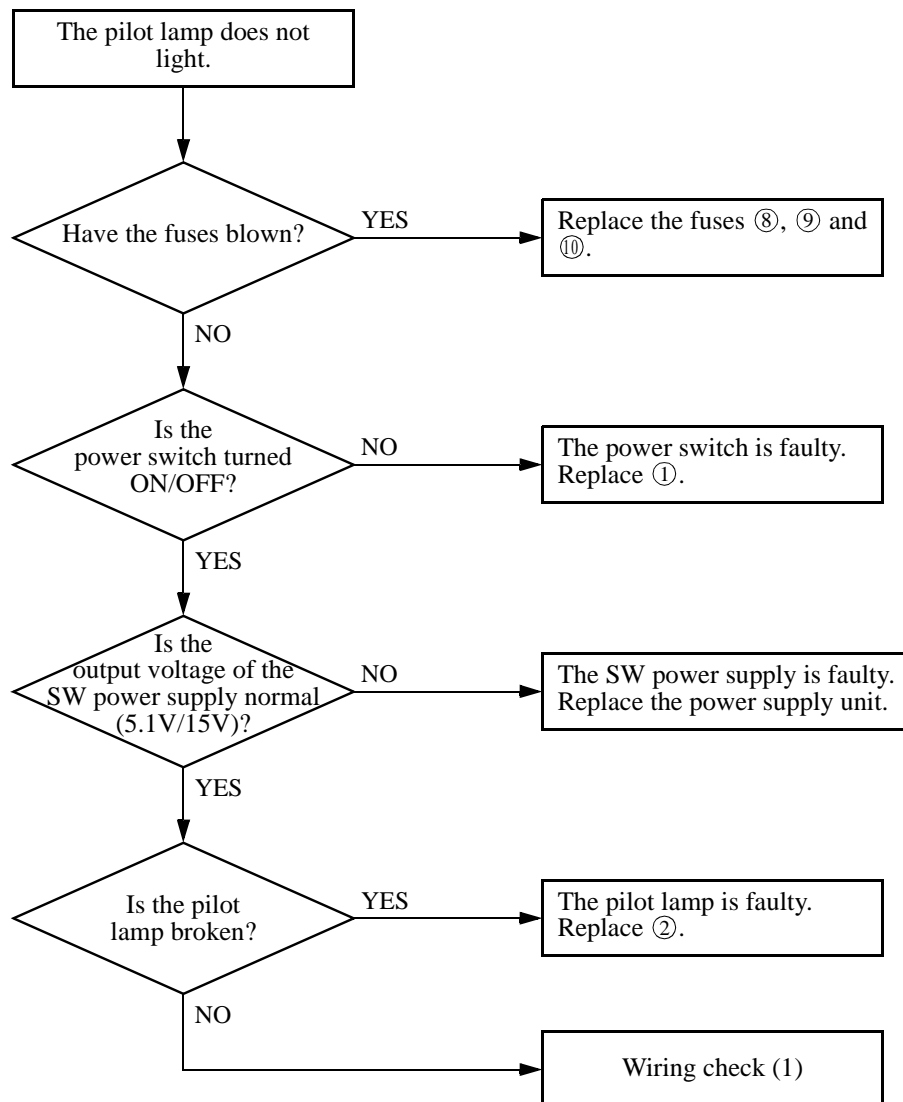 The pilot lamp does not
light.
Have the fuses blown?
YES
Replace the fuses ⑧, ⑨ and
⑩.
NO
Is the
power switch turned
ON/OFF?
NO
The power switch is faulty.
Replace ①.
YES
Is the
output voltage of the
SW power supply normal
(5.1V/15V)?
NO
The SW power supply is faulty.
Replace the power supply unit.
YES
Is the pilot
lamp broken?
YES
The pilot lamp is faulty.
Replace ②.
NO
Wiring check (1)